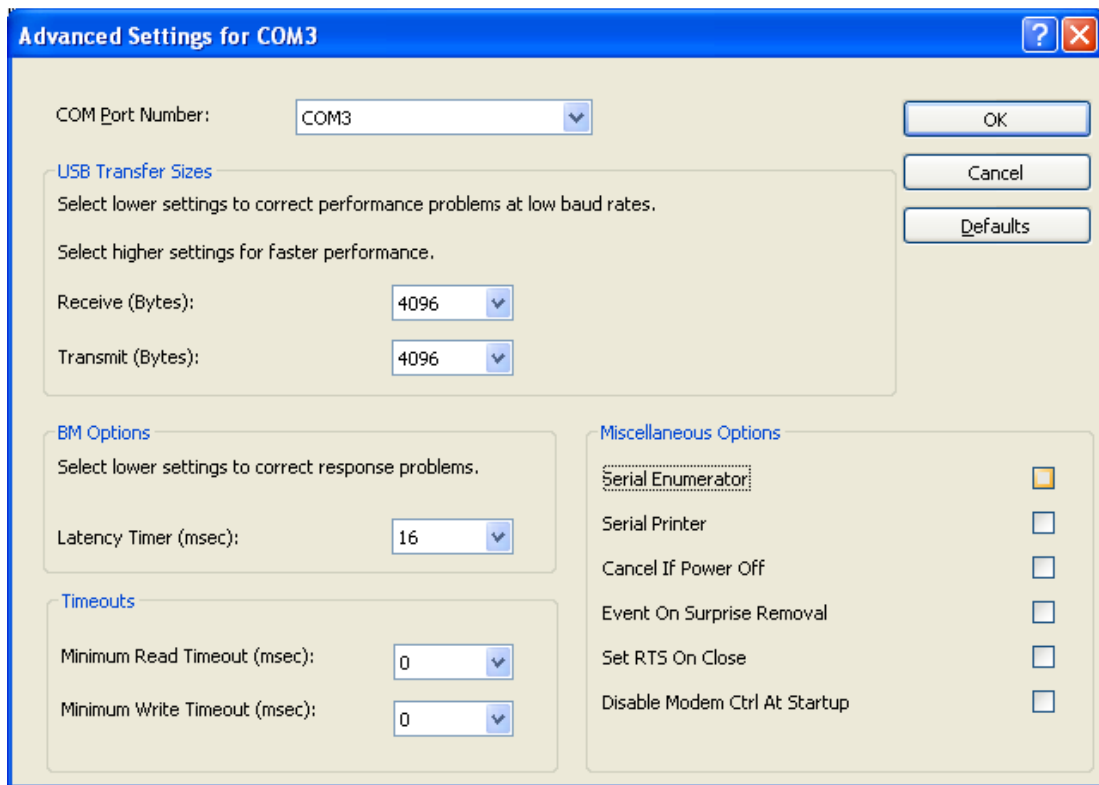 Advanced Settings for COM3
COM Port Number:
COM3
OK
USB Transfer Sizes
Cancel
Select lower settings to correct performance problems at low baud rates.
Defaults
Select higher settings for faster performance.
Receive (Bytes):
4096
Transmit (Bytes):
4096
BM Options
Select lower settings to correct response problems.
Latency Timer (msec):
16
Timeouts
Minimum Read Timeout (msec):
0
Minimum Write Timeout (msec):
0
Miscellaneous Options
Serial Enumerator
Serial Printer
Cancel If Power Off
Event On Surprise Removal
Set RTS On Close
Disable Modem Ctrl At Startup